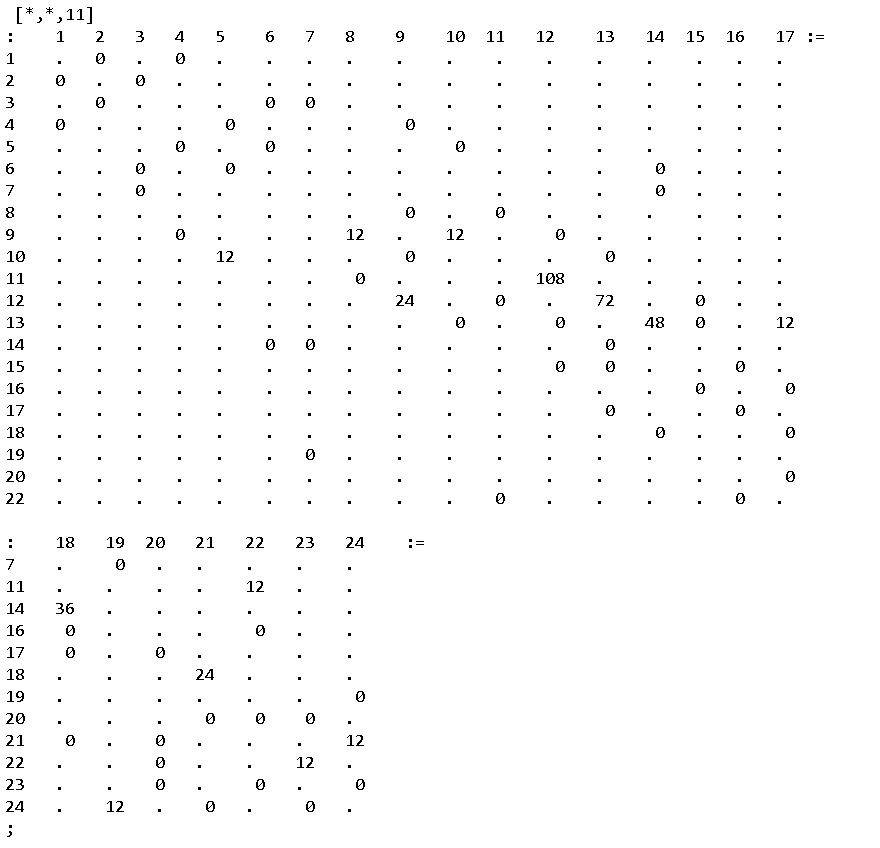 [*,*,11]
:    1   2   3   4   5    6   7   8    9    10  11   12    13   14  15  16   17 :=
1    .   0   .   0   .    .   .   .    .    .   .    .     .    .   .   .   .
2    0   .   0   .   .    .   .   .    .    .   .    .     .    .   .   .   .
3    .   0   .   .   .    0   0   .    .    .   .    .     .    .   .   .   .
4    0   .   .   .   0    .   .   .    0    .   .    .     .    .   .   .   .
5    .   .   .   0   .    0   .   .    .    0   .    .     .    .   .   .   .
6    .   .   0   .   0    .   .   .    .    .   .    .     .    0   .   .   .
7    .   .   0   .   .    .   .   .    .    .   .    .     .    0   .   .   .
8    .   .   .   .   .    .   .   .    0    .   0    .     .    .   .   .   .
9    .   .   .   0   .    .   .   12   .    12  .    0     .    .   .   .   .
10   .   .   .   .   12   .   .   .    0    .   .    .     0    .   .   .   .
11   .   .   .   .   .    .   .   0    .    .   .    108   .    .   .   .   .
12   .   .   .   .   .    .   .   .    24   .   0    .     72   .   0   .   .
13   .   .   .   .   .    .   .   .    .    0   .    0     .    48  0   .   12
14   .   .   .   .   .    0   0   .    .    .   .    .     0    .   .   .   .
15   .   .   .   .   .    .   .   .    .    .   .    0     0    .   .   0   .
16   .   .   .   .   .    .   .   .    .    .   .    .     .    .   0   .   0
17   .   .   .   .   .    .   .   .    .    .   .    .     0    .   .   0   .
18   .   .   .   .   .    .   .   .    .    .   .    .     .    0   .   .   0
19   .   .   .   .   .    .   0   .    .    .   .    .     .    .   .   .   .
20   .   .   .   .   .    .   .   .    .    .   .    .     .    .   .   .   0
22   .   .   .   .   .    .   .   .    .    .   0    .     .    .   .   0   .
:    18   19  20   21   22   23   24    :=
7    .    0   .    .    .    .    .
11   .    .   .    .    12   .    .
14   36   .   .    .    .    .    .
16   0    .   .    .    0    .    .
17   0    .   0    .    .    .    .
18   .    .   .    24   .    .    .
19   .    .   .    .    .    .    0
20   .    .   .    0    0    0    .
21   0    .   0    .    .    .    12
22   .    .   0    .    .    12   .
23   .    .   0    .    0    .    0
24   .    12  .    0    .    0    .
;